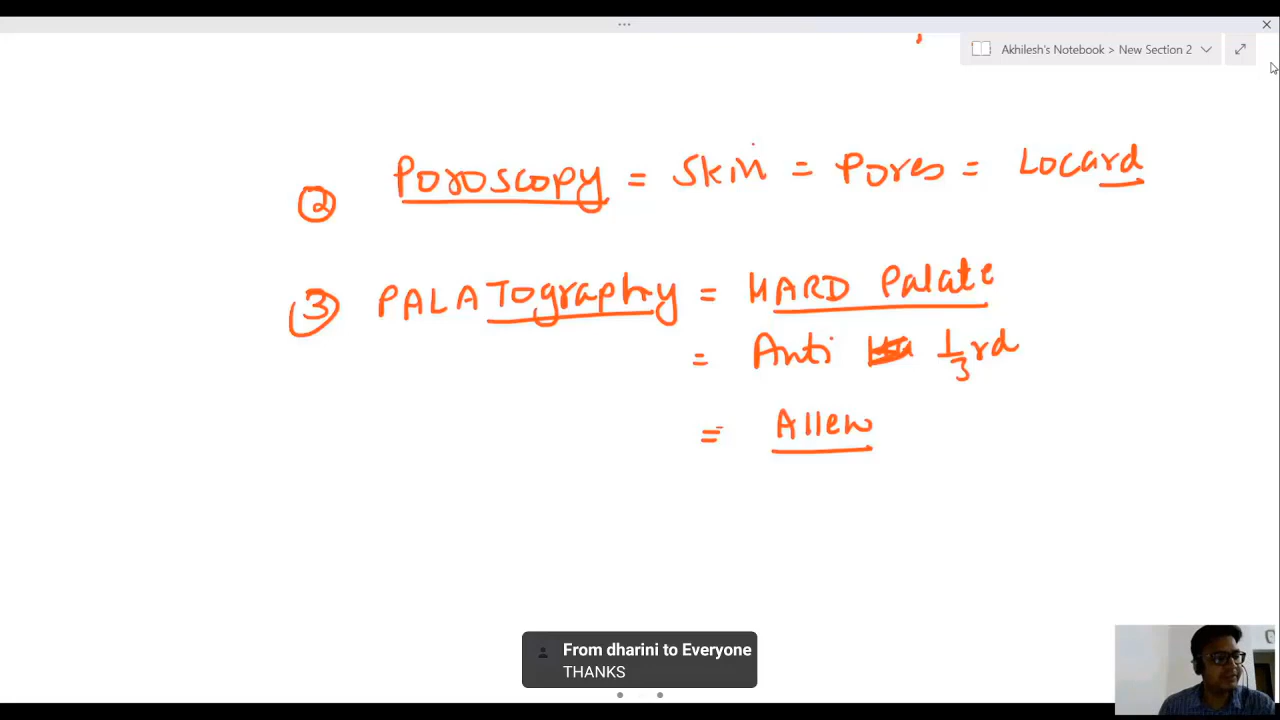 Akhilesh's Notebook > New Section 2
② Poroscopy = Skin = Pores = Locard
③ PALATography = HARD Palate
= Anti 1/3rd
= Allen
From dharini to Everyone
THANKS